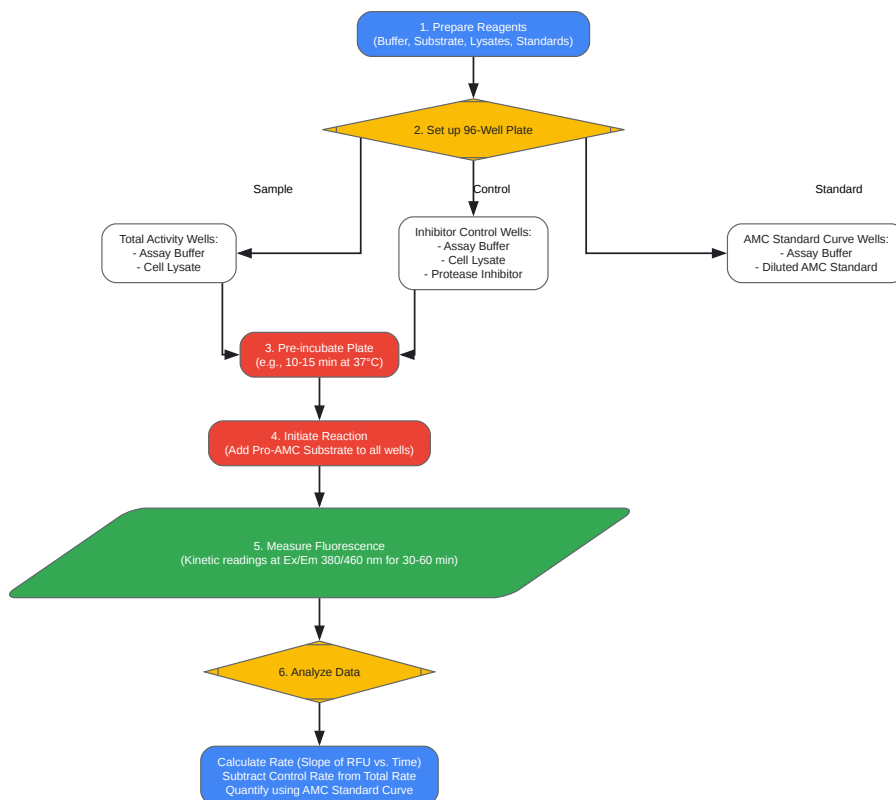 1. Prepare Reagents
(Buffer, Substrate, Lysates, Standards)
2. Set up 96-Well Plate
Sample
Control
Standard
Total Activity Wells:
- Assay Buffer
- Cell Lysate
Inhibitor Control Wells:
- Assay Buffer
- Cell Lysate
- Protease Inhibitor
AMC Standard Curve Wells:
- Assay Buffer
- Diluted AMC Standard
3. Pre-incubate Plate
(e.g., 10-15 min at 37°C)
4. Initiate Reaction
(Add Pro-AMC Substrate to all wells)
5. Measure Fluorescence
(Kinetic readings at Ex/Em 380/460 nm for 30-60 min)
6. Analyze Data
Calculate Rate (Slope of RFU vs. Time)
Subtract Control Rate from Total Rate
Quantify using AMC Standard Curve